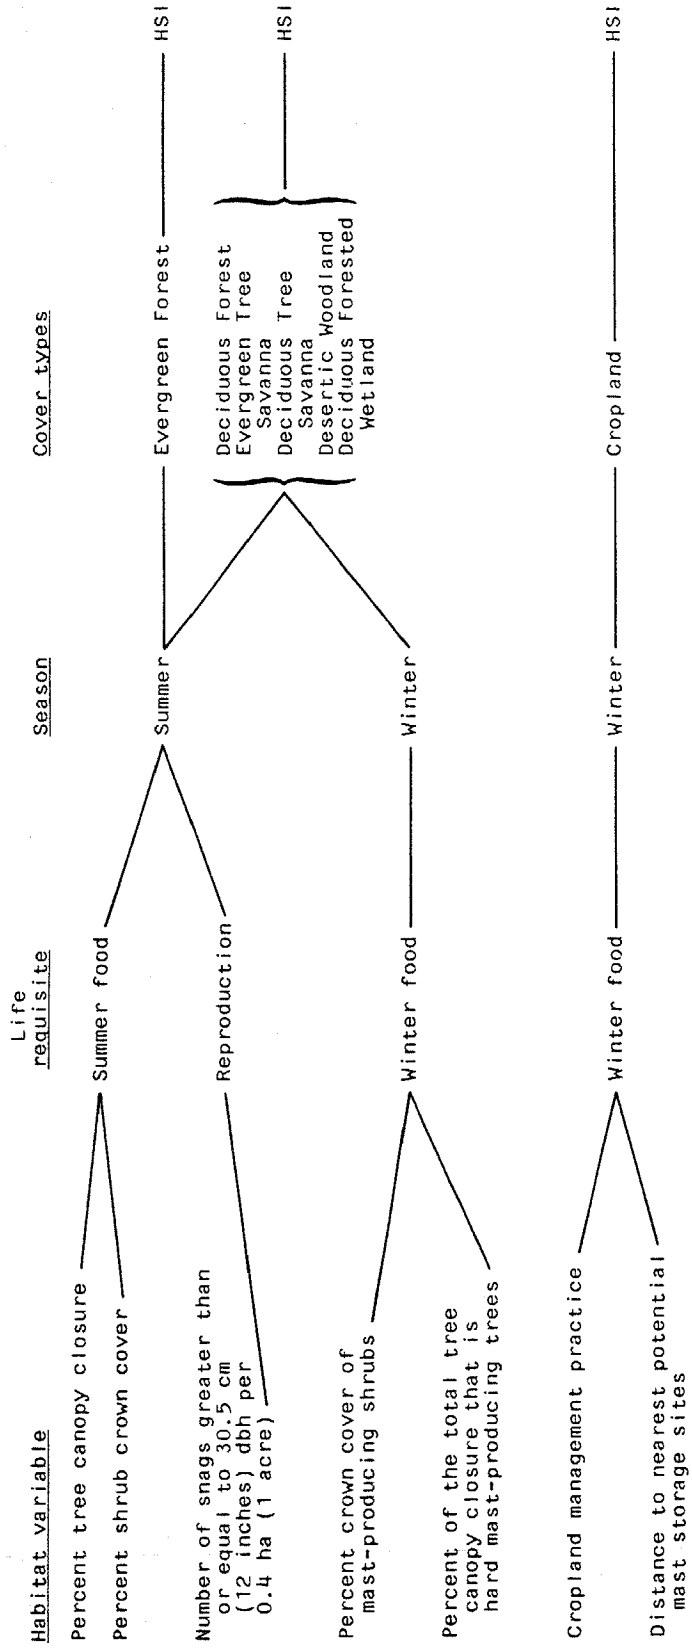 Habitat variable
Life
requisite
Season
Cover types
Percent tree canopy closure
Percent shrub crown cover
Summer food
Number of snags greater than
or equal to 30.5 cm
(12 inches) dbh per
0.4 ha (1 acre)
Reproduction
Summer
Evergreen Forest
HSI
Deciduous Forest
Evergreen Tree
Savanna
Deciduous Tree
Savanna
Desertic Woodland
Deciduous Forested
Wetland
HSI
Percent crown cover of
mast-producing shrubs
Percent of the total tree
canopy closure that is
hard mast-producing trees
Winter food
Winter
Cropland management practice
Distance to nearest potential
mast storage sites
Winter food
Winter
Cropland
HSI